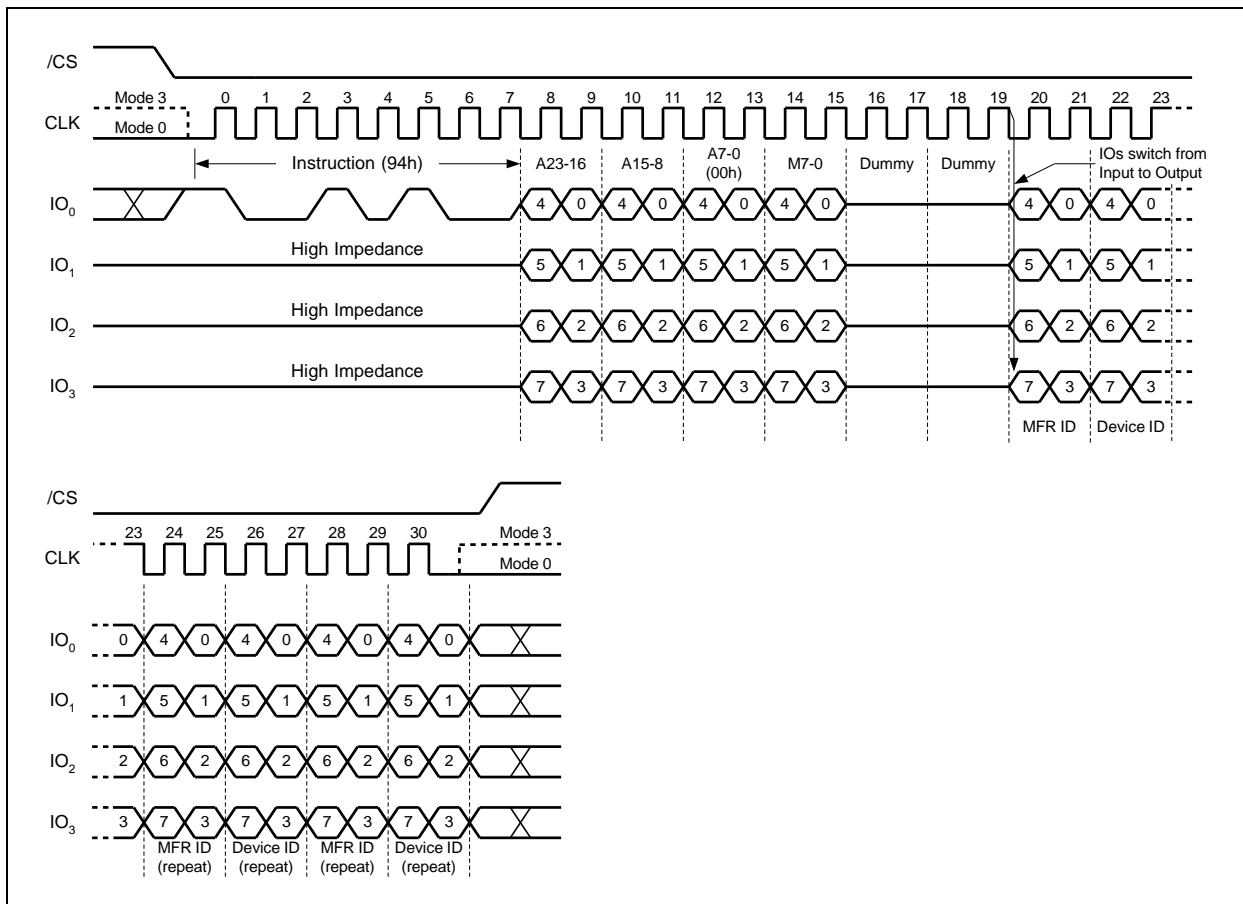 /CS
Mode 3 0 1 2 3 4 5 6 7 8 9 10 11 12 13 14 15 16 17 18 19 20 21 22 23
CLK
Mode 0
Instruction (94h) A23-16 A15-8 A7-0 M7-0 Dummy Dummy IOs switch from
(00h) Input to Output
IO0 4 0 4 0 4 0 4 0 4 0 4 0
High Impedance
IO1 5 1 5 1 5 1 5 1 5 1 5 1
High Impedance
IO2 6 2 6 2 6 2 6 2 6 2 6 2
High Impedance
IO3 7 3 7 3 7 3 7 3 7 3 7 3
MFR ID Device ID
/CS
23 24 25 26 27 28 29 30 Mode 3
CLK
Mode 0
IO0 0 4 0 4 0 4 0 4 0
IO1 1 5 1 5 1 5 1 5 1
IO2 2 6 2 6 2 6 2 6 2
IO3 3 7 3 7 3 7 3 7 3
MFR ID Device ID MFR ID Device ID
(repeat) (repeat) (repeat) (repeat)